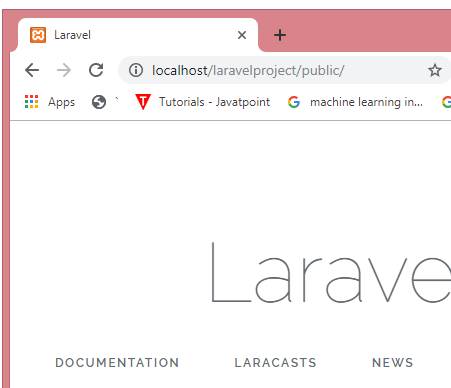 Laravel
localhost/laravelproject/public/
Apps ` Tutorials - Javatpoint machine learning in...
Larave
DOCUMENTATION LARACASTS NEWS